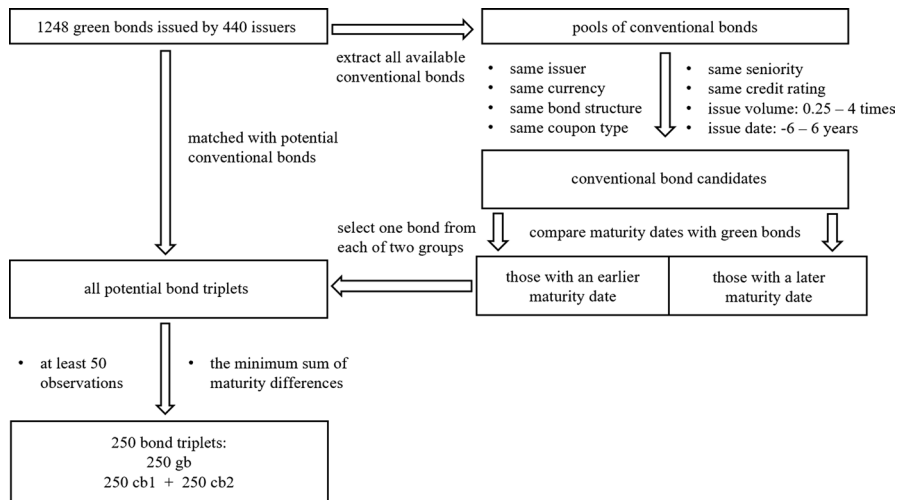 1248 green bonds issued by 440 issuers
extract all available
conventional bonds
pools of conventional bonds
• same issuer
• same currency
• same bond structure
• same coupon type
• same seniority
• same credit rating
• issue volume: 0.25 – 4 times
• issue date: -6 – 6 years
matched with potential
conventional bonds
conventional bond candidates
compare maturity dates with green bonds
select one bond from
each of two groups
those with an earlier
maturity date
those with a later
maturity date
all potential bond triplets
• at least 50
observations
• the minimum sum of
maturity differences
250 bond triplets:
250 gb
250 cb1 + 250 cb2